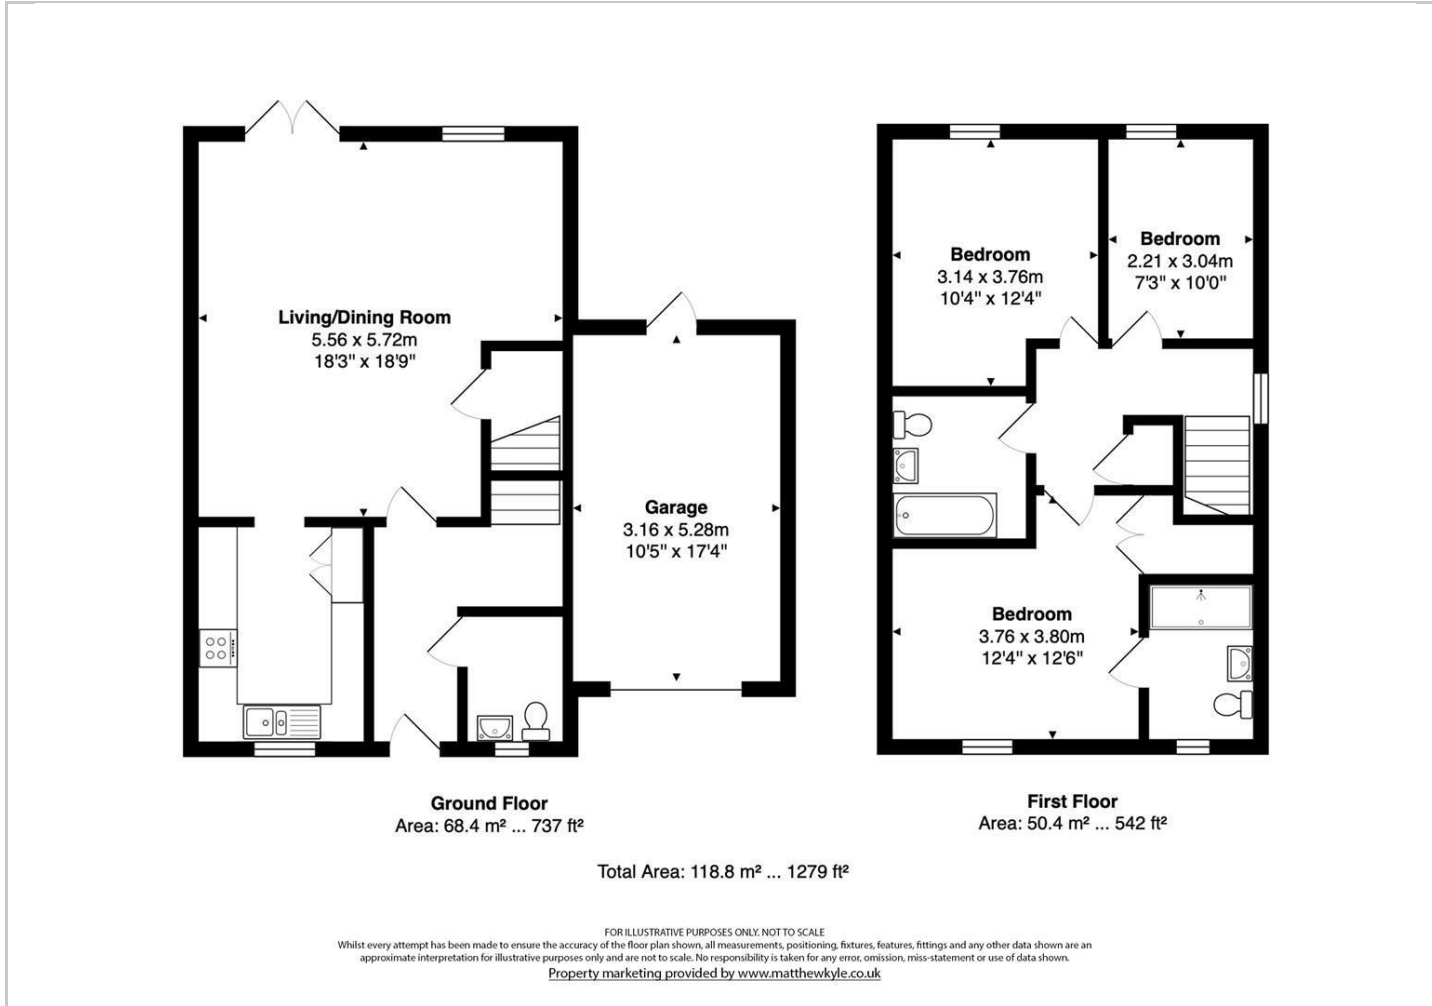 Living/Dining Room
5.56 x 5.72m
18'3" x 18'9"
Garage
3.16 x 5.28m
10'5" x 17'4"
Ground Floor
Area: 68.4 m² ... 737 ft²
Bedroom
3.14 x 3.76m
10'4" x 12'4"
Bedroom
2.21 x 3.04m
7'3" x 10'0"
Bedroom
3.76 x 3.80m
12'4" x 12'6"
First Floor
Area: 50.4 m² ... 542 ft²
Total Area: 118.8 m² ... 1279 ft²
FOR ILLUSTRATIVE PURPOSES ONLY. NOT TO SCALE
Whilst every attempt has been made to ensure the accuracy of the floor plan shown, all measurements, positioning, fixtures, features, fittings and any other data shown are an
approximate interpretation for illustrative purposes only and are not to scale. No responsibility is taken for any error, omission, miss-statement or use of data shown.
Property marketing provided by www.matthewkyle.co.uk